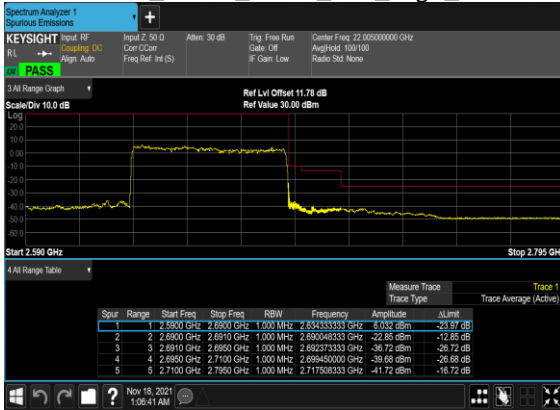 Spectrum Analyzer 1
Spurious Emissions
+
KEYSIGHT Input: RF Input Z: 50 Ω Atten: 30 dB Trig: Free Run Center Freq: 22.005000000 GHz
RL Coupling: DC Corr CCorr Gate: Off Avg|Hold: 100/100
Align: Auto Freq Ref: Int (S) IF Gain: Low Radio Std: None
PASS
3 All Range Graph
Ref Lvl Offset 11.78 dB
Scale/Div 10.0 dB Ref Value 30.00 dBm
Log
20.0
10.0
0.00
-10.0
-20.0
-30.0
-40.0
-50.0
-60.0
Start 2.590 GHz Stop 2.795 GH
4 All Range Table
Measure Trace Trace 1
Trace Type Trace Average (Active)
Spur Range Start Freq Stop Freq RBW Frequency Amplitude ΔLimit
1 1 2.5900 GHz 2.6900 GHz 1.000 MHz 2.634333333 GHz 6.032 dBm -23.97 dB
2 2 2.6900 GHz 2.6910 GHz 1.000 MHz 2.690048333 GHz -22.85 dBm -12.85 dB
3 3 2.6910 GHz 2.6950 GHz 1.000 MHz 2.692373333 GHz -36.72 dBm -26.72 dB
4 4 2.6950 GHz 2.7100 GHz 1.000 MHz 2.699450000 GHz -39.68 dBm -26.68 dB
5 5 2.7100 GHz 2.7950 GHz 1.000 MHz 2.717508333 GHz -41.72 dBm -16.72 dB
? Nov 18, 2021
1:06:41 AM